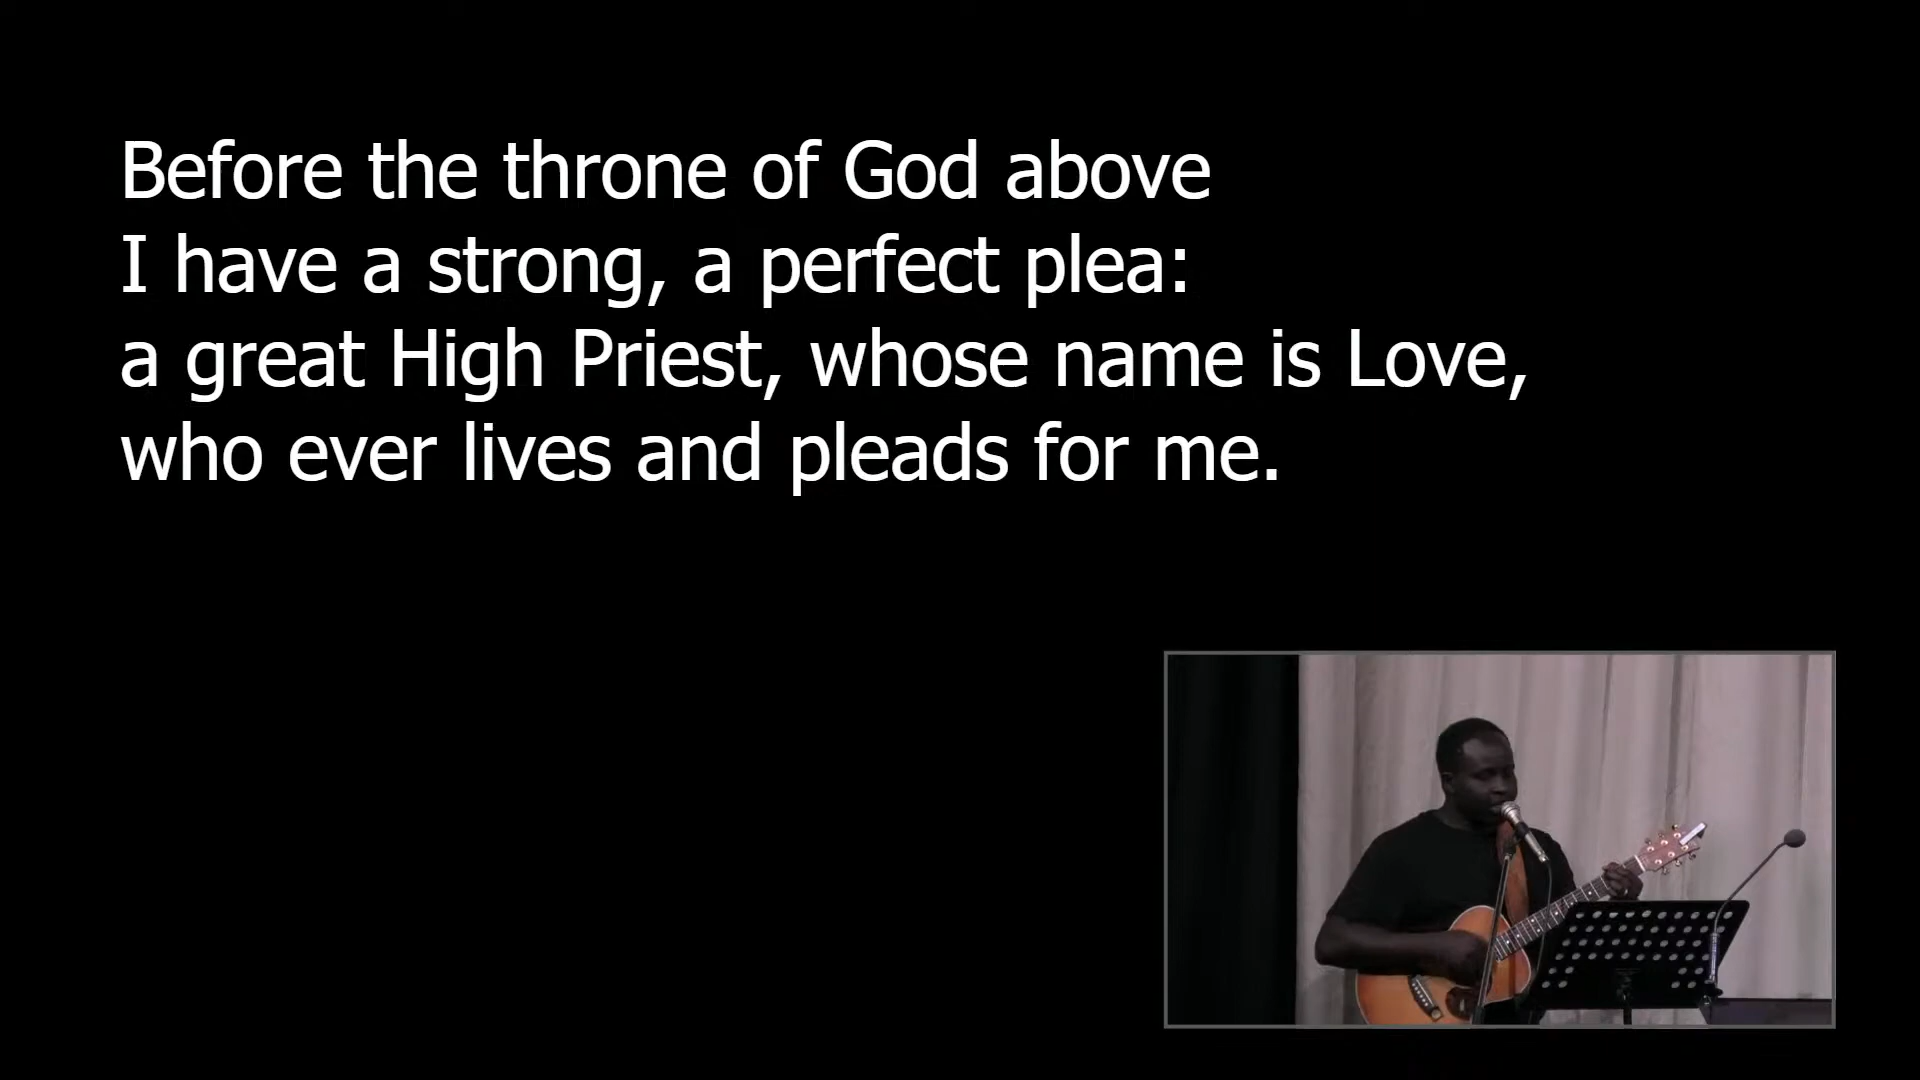 Before the throne of God above
I have a strong, a perfect plea:
a great High Priest, whose name is Love,
who ever lives and pleads for me.